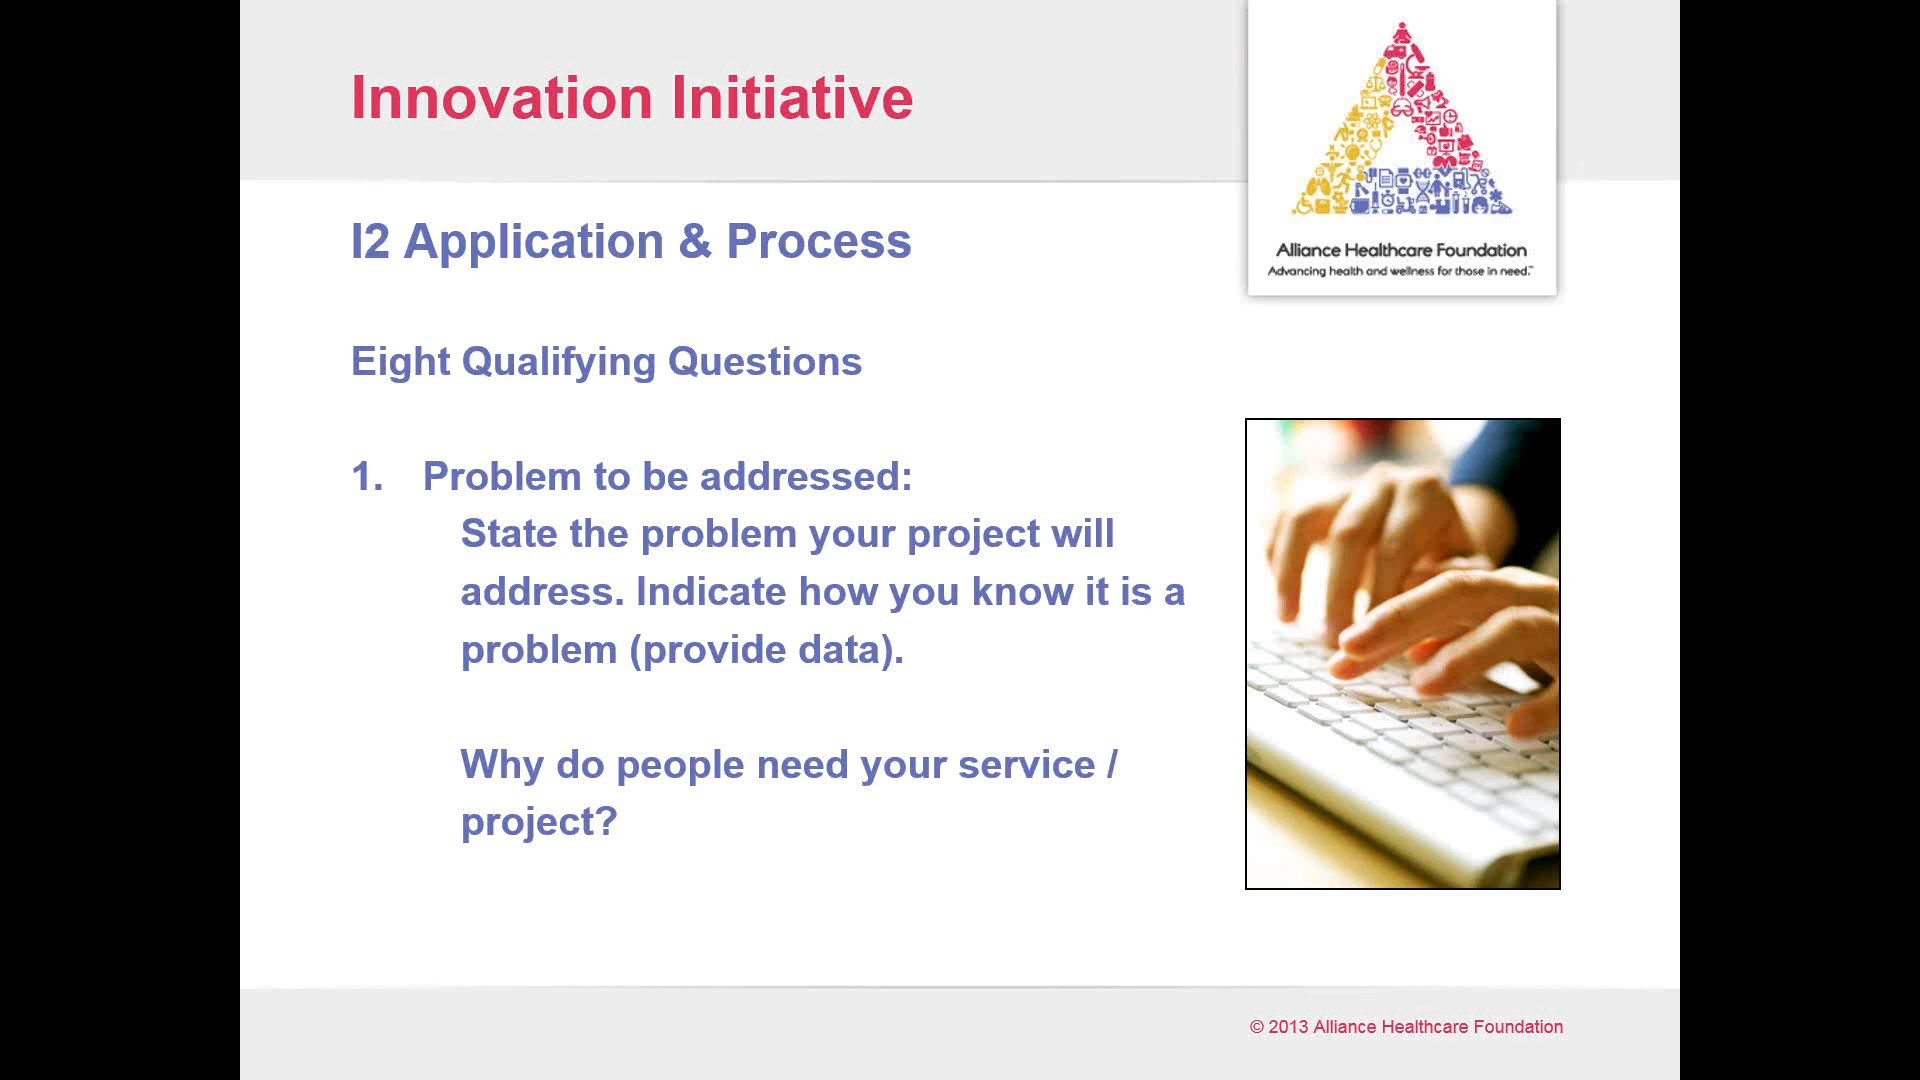 Innovation Initiative
Alliance Healthcare Foundation
Advancing health and wellness for those in need.™
I2 Application & Process
Eight Qualifying Questions
1. Problem to be addressed:
State the problem your project will
address. Indicate how you know it is a
problem (provide data).
Why do people need your service /
project?
© 2013 Alliance Healthcare Foundation